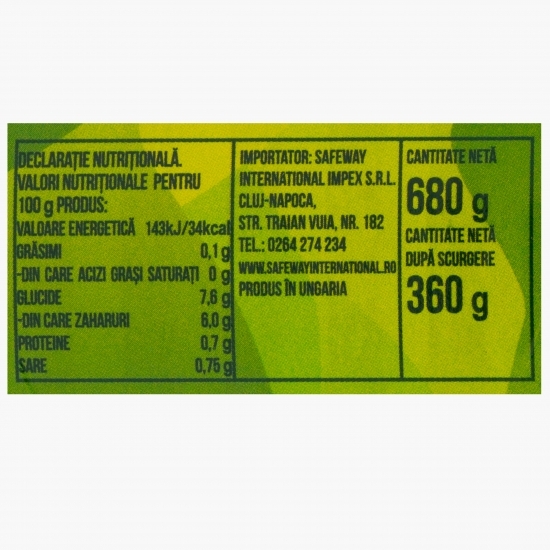 DECLARAȚIE NUTRIȚIONALĂ.
VALORI NUTRIȚIONALE PENTRU
100 g PRODUS:
VALOARE ENERGETICĂ 143kJ/34kcal
GRĂSIMI 0,1 g
-DIN CARE ACIZI GRAȘI SATURAȚI 0 g
GLUCIDE 7,6 g
-DIN CARE ZAHARURI 6,0 g
PROTEINE 0,7 g
SARE 0,75 g
IMPORTATOR: SAFEWAY
INTERNATIONAL IMPEX S.R.L.
CLUJ-NAPOCA,
STR. TRAIAN VUIA, NR. 182
TEL.: 0264 274 234
WWW.SAFEWAYINTERNATIONAL.RO
PRODUS ÎN UNGARIA
CANTITATE NETĂ
680 g
CANTITATE NETĂ
DUPĂ SCURGERE
360 g